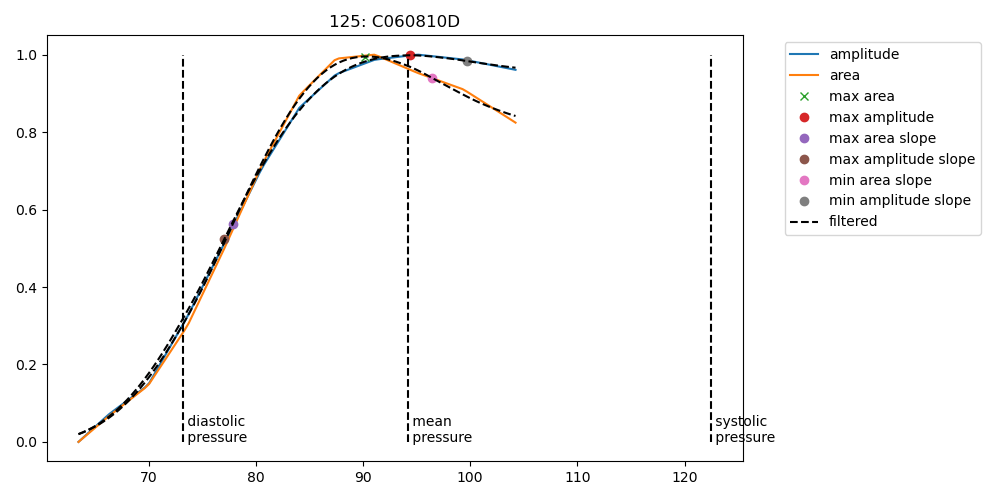 125: C060810D
1.0
0.8
0.6
0.4
0.2
0.0
70
80
90
100
110
120
diastolic
pressure
mean
pressure
systolic
pressure
amplitude
area
max area
max amplitude
max area slope
max amplitude slope
min area slope
min amplitude slope
filtered